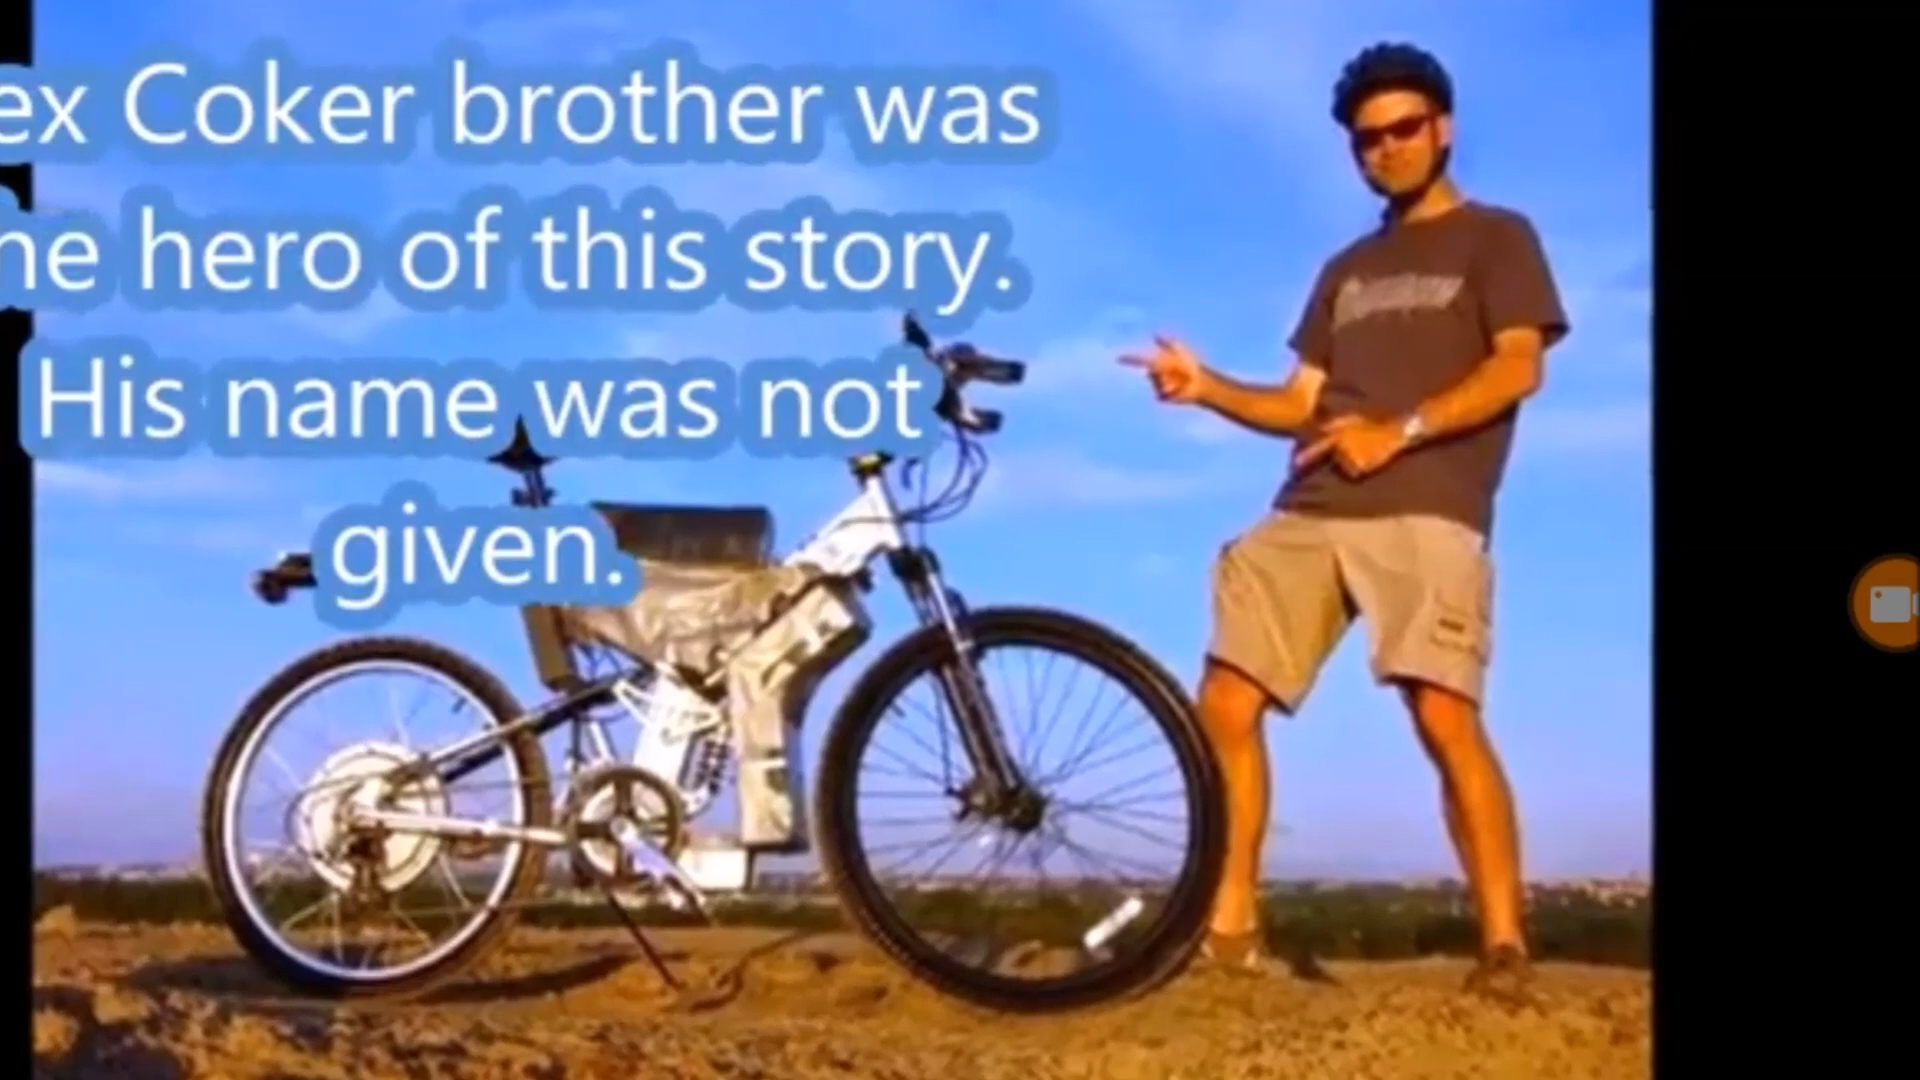 ex Coker brother was
he hero of this story.
His name was not
given.